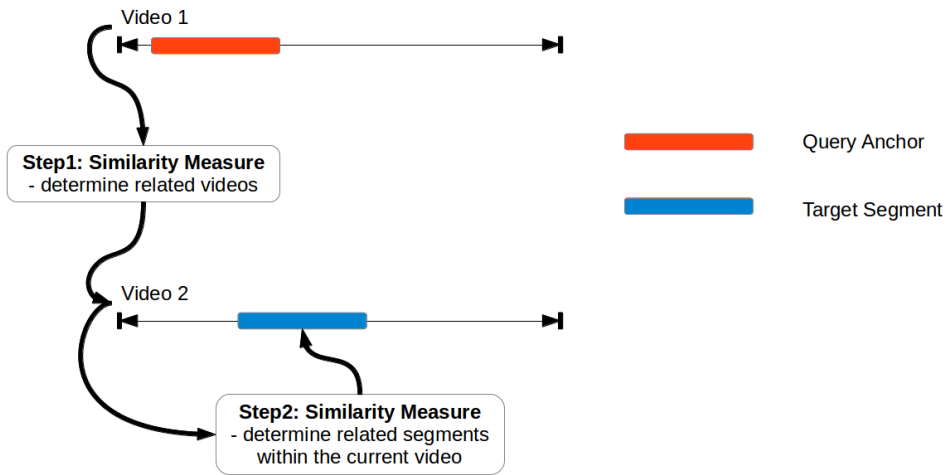 Video 1
Step1: Similarity Measure
- determine related videos
Query Anchor
Target Segment
Video 2
Step2: Similarity Measure
- determine related segments
within the current video